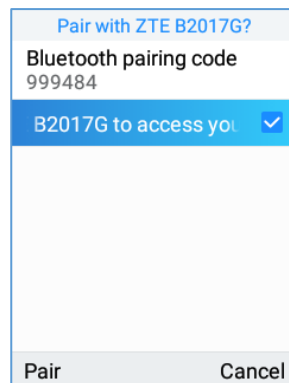 Pair with ZTE B2017G?
Bluetooth pairing code
999484
B2017G to access you
Pair Cancel